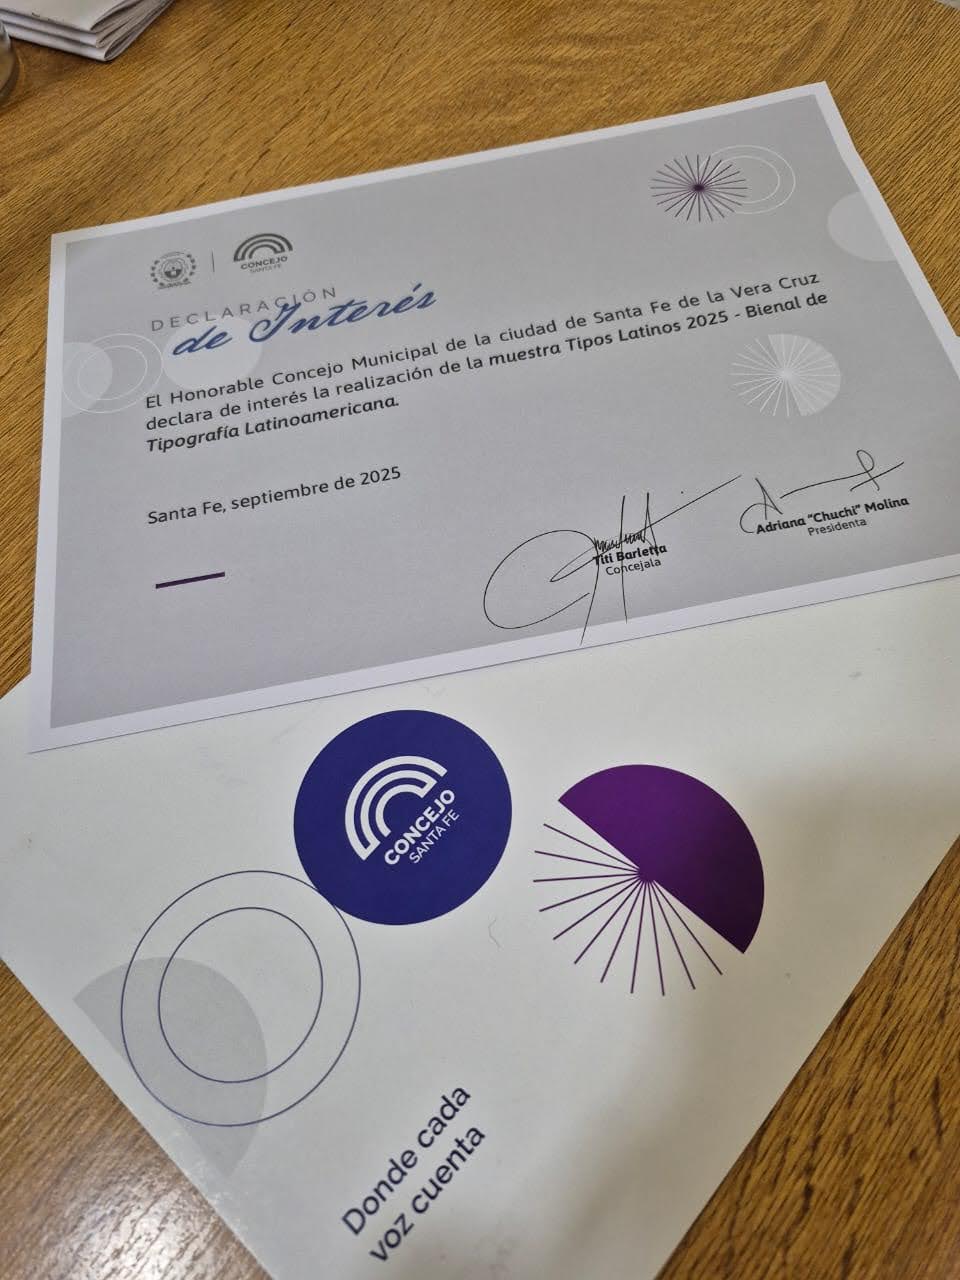 CONCEJO
SANTA FE
DECLARACIÓN
de Interés
El Honorable Concejo Municipal de la ciudad de Santa Fe de la Vera Cruz
declara de interés la realización de la muestra Tipos Latinos 2025 - Bienal de
Tipografía Latinoamericana.
Santa Fe, septiembre de 2025
Titi Barletta
Concejala
Adriana "Chuchi" Molina
Presidenta
CONCEJO
SANTA FE
Donde cada
voz cuenta